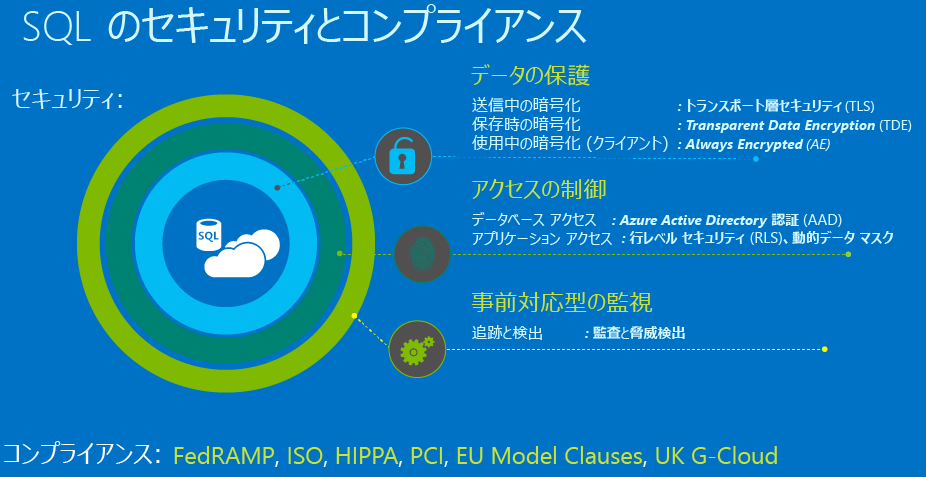 SQL のセキュリティとコンプライアンス
セキュリティ:
データの保護
送信中の暗号化 : トランスポート層セキュリティ (TLS)
保存時の暗号化 : Transparent Data Encryption (TDE)
使用中の暗号化 (クライアント) : Always Encrypted (AE)
アクセスの制御
データベース アクセス : Azure Active Directory 認証 (AAD)
アプリケーション アクセス : 行レベル セキュリティ (RLS)、動的データ マスク
SQL
事前対応型の監視
追跡と検出 : 監査と脅威検出
コンプライアンス: FedRAMP, ISO, HIPPA, PCI, EU Model Clauses, UK G-Cloud